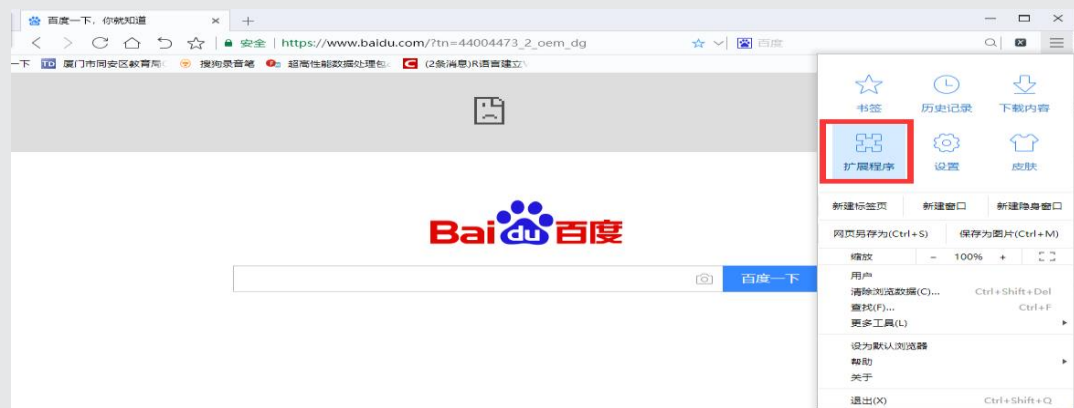 百度一下，你就知道
安全 https://www.baidu.com/?tn=44004473_2_oem_dg 百度
一下 TD 厦门市同安区教育局 搜狗录音笔 超高性能数据处理包 C (2条消息)R语言建立
书签 历史记录 下载内容
扩展程序 设置 皮肤
新建标签页 新建窗口 新建隐身窗口
网页另存为(Ctrl+S) 保存为图片(Ctrl+M)
缩放 - 100% +
用户
清除浏览数据(C)... Ctrl+Shift+Del
查找(F)... Ctrl+F
更多工具(L)
设为默认浏览器
帮助
关于
退出(X) Ctrl+Shift+Q
Bai du 百度
百度一下